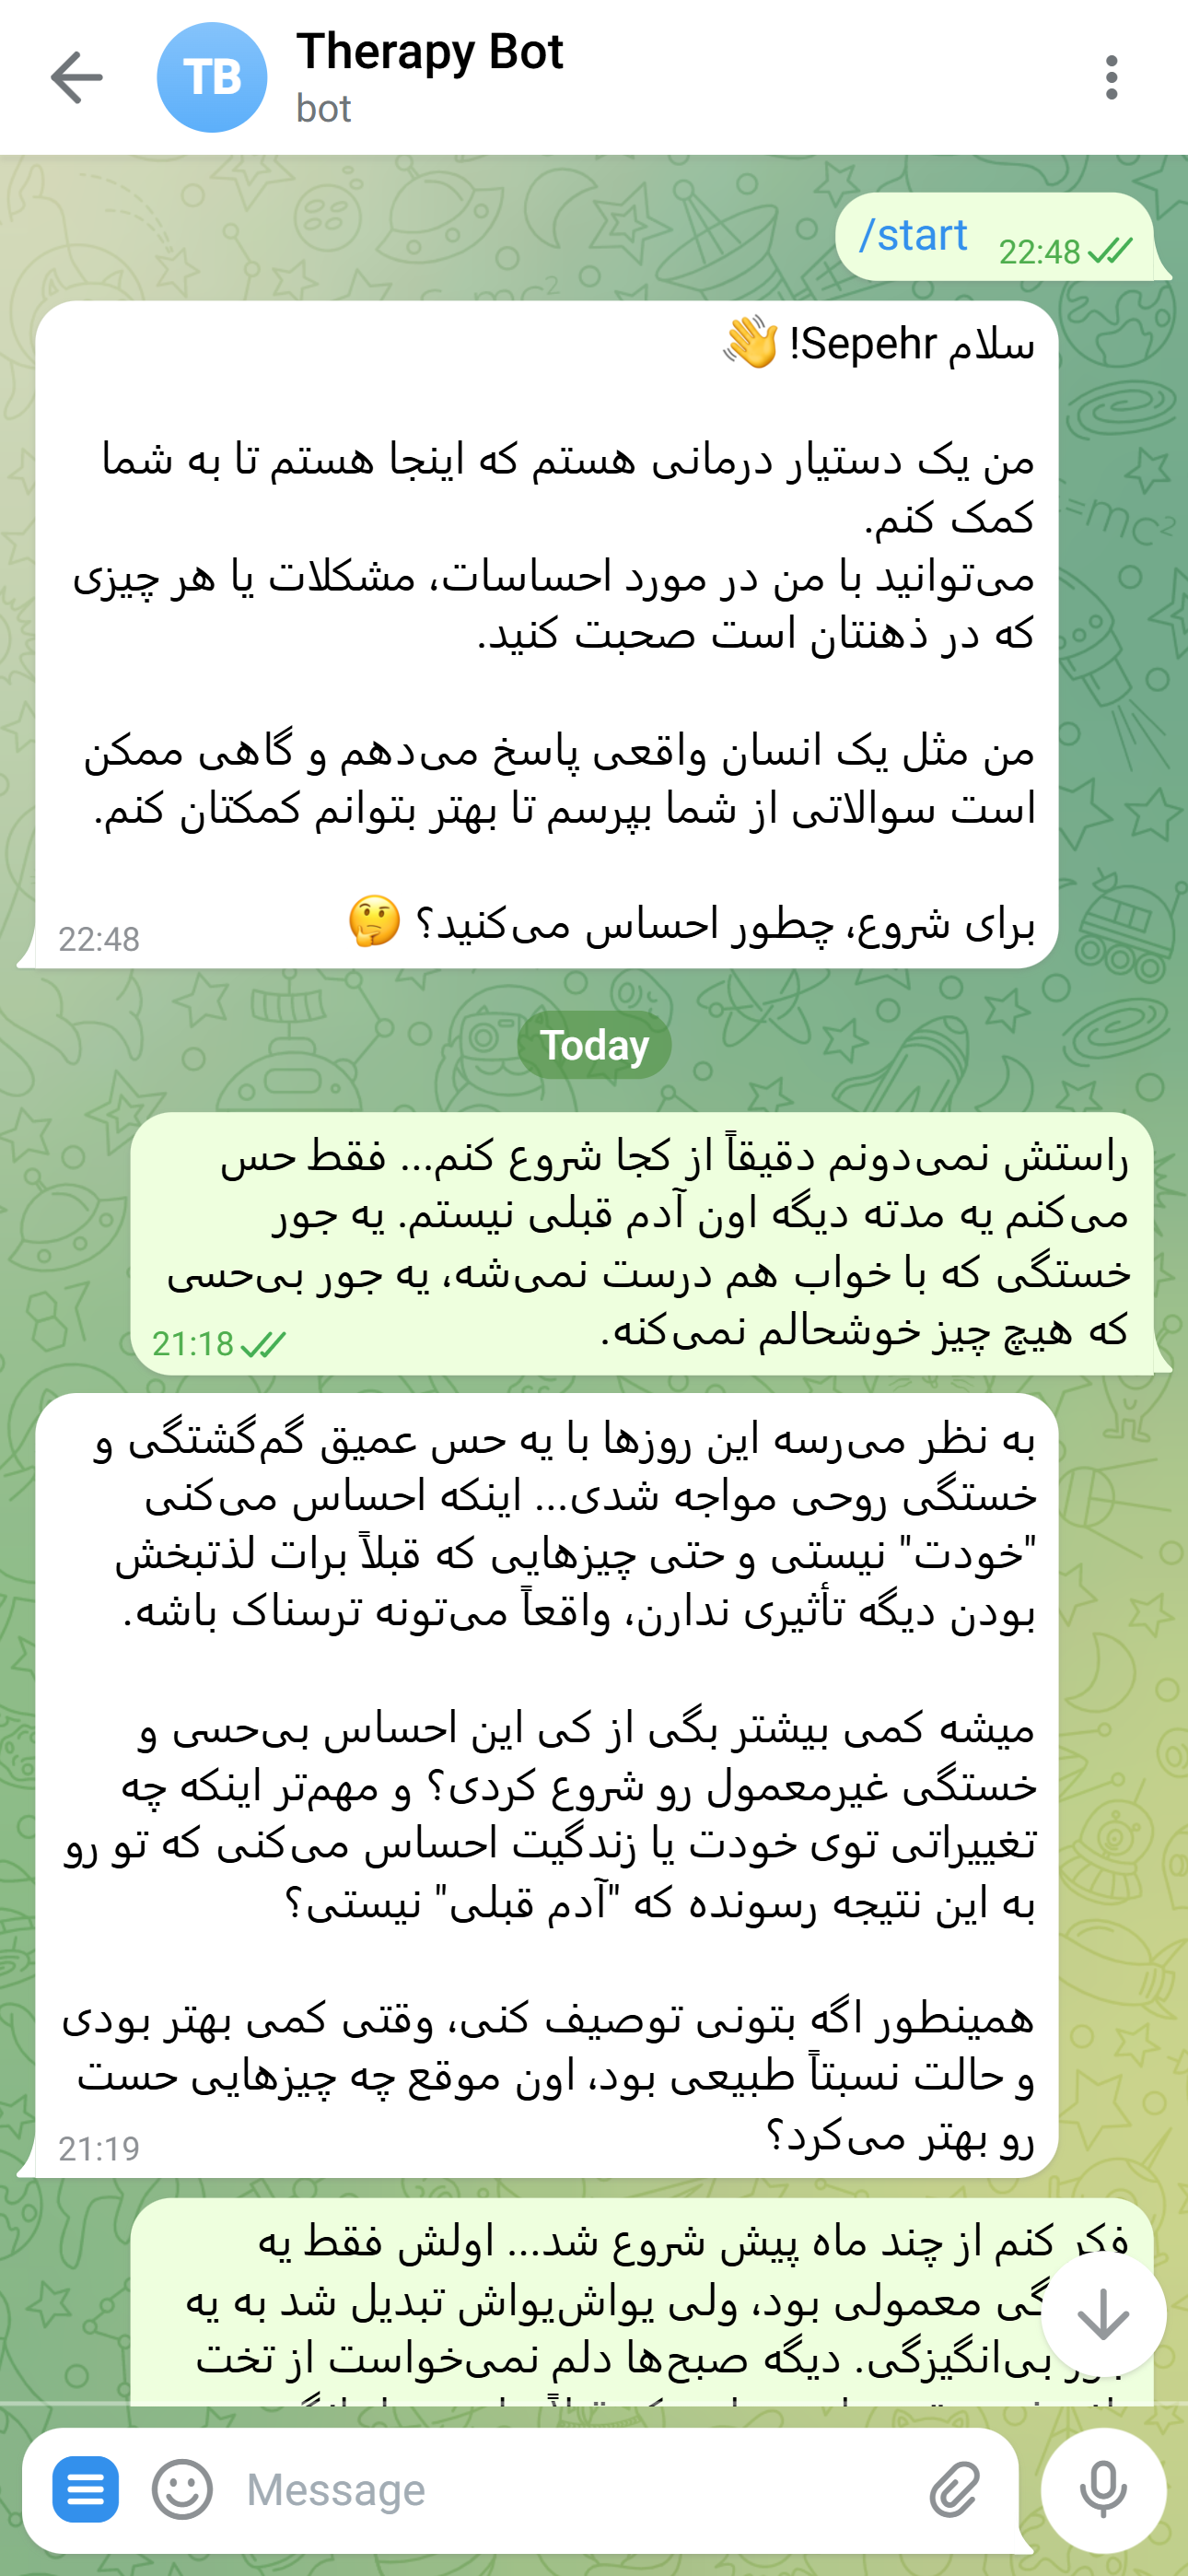 TB
Therapy Bot
bot
/start 22:48
سلام Sepehr! 👋
من یک دستیار درمانی هستم که اینجا هستم تا به شما
کمک کنم.
می‌توانید با من در مورد احساسات، مشکلات یا هر چیزی
که در ذهنتان است صحبت کنید.
من مثل یک انسان واقعی پاسخ می‌دهم و گاهی ممکن
است سوالاتی از شما بپرسم تا بهتر بتوانم کمکتان کنم.
برای شروع، چطور احساس می‌کنید؟ 🤔
22:48
Today
راستش نمی‌دونم دقیقاً از کجا شروع کنم... فقط حس
می‌کنم یه مدته دیگه اون آدم قبلی نیستم. یه جور
خستگی که با خواب هم درست نمی‌شه، یه جور بی‌حسی
که هیچ چیز خوشحالم نمی‌کنه.
21:18
به نظر می‌رسه این روزها با یه حس عمیق گم‌گشتگی و
خستگی روحی مواجه شدی... اینکه احساس می‌کنی
"خودت" نیستی و حتی چیزهایی که قبلاً برات لذتبخش
بودن دیگه تأثیری ندارن، واقعاً می‌تونه ترسناک باشه.
میشه کمی بیشتر بگی از کی این احساس بی‌حسی و
خستگی غیرمعمول رو شروع کردی؟ و مهم‌تر اینکه چه
تغییراتی توی خودت یا زندگیت احساس می‌کنی که تو رو
به این نتیجه رسونده که "آدم قبلی" نیستی؟
همینطور اگه بتونی توصیف کنی، وقتی کمی بهتر بودی
و حالت نسبتاً طبیعی بود، اون موقع چه چیزهایی حست
رو بهتر می‌کرد؟
21:19
فکر کنم از چند ماه پیش شروع شد... اولش فقط یه
معمولی بود، ولی یواش‌یواش تبدیل شد به یه
بی‌انگیزگی. دیگه صبح‌ها دلم نمی‌خواست از تخت
Message